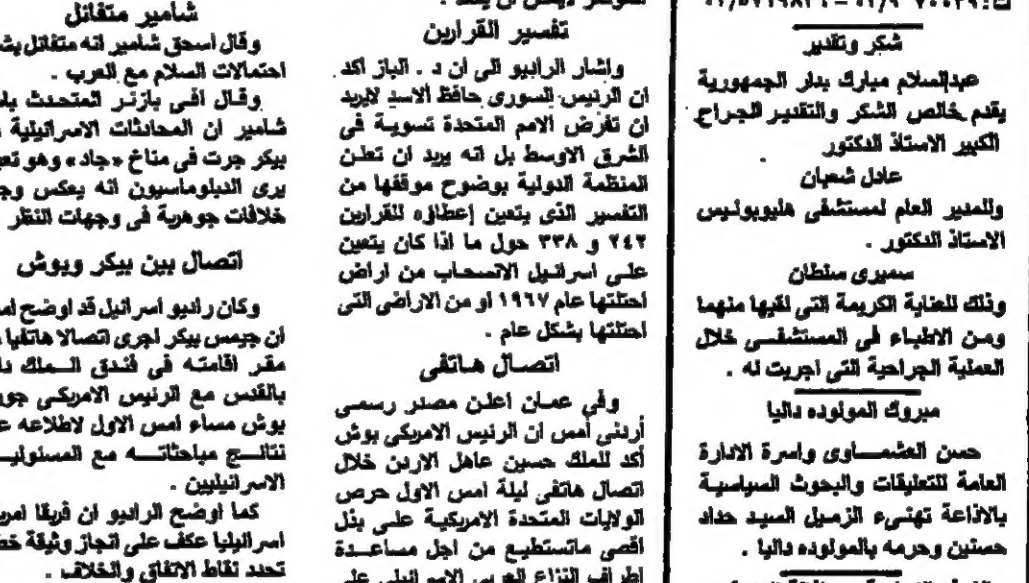 شكر وتقدير
عبدالسلام مبارك بدار الجمهورية
يقدم خالص الشكر والتقدير للجراح
الكبير الاستاذ الدكتور
عادل شعبان
وللمدير العام لمستشفى هليوبوليس
الاستاذ الدكتور .
سميرى سلطان
وذلك للعناية الكريمة التى لقيها منهما
ومن الاطباء فى المستشفى خلال
العملية الجراحية التى اجريت له .
مبروك المولوده داليا
حسن العشماوى واسرة الادارة
العامة للتعليقات والبحوث السياسية
بالاذاعة تهنىء الزميل السيد حداد
حسنين وحرمه بالمولوده داليا .
تفسير القرارين
واشار الراديو الى ان د . الباز اكد
ان الرئيس السورى حافظ الاسد لايريد
ان تفرض الامم المتحدة تسوية فى
الشرق الاوسط بل انه يريد ان تعلن
المنظمة الدولية بوضوح موقفها من
التفسير الذى يتعين إعطاؤه للقرارين
٢٤٢ و ٣٣٨ حول ما اذا كان يتعين
على اسرائيل الانسحاب من اراض
احتلتها عام ١٩٦٧ او من الاراضى التى
احتلتها بشكل عام .
اتصال هاتفى
وفى عمان اعلن مصدر رسمى
أردنى أمس ان الرئيس الامريكى بوش
أكد للملك حسين عاهل الاردن خلال
اتصال هاتفى ليلة امس الاول حرص
الولايات المتحدة الامريكية على بذل
اقصى ماتستطيع من اجل مساعدة
اطراف النزاع العربى الاسرائيلى على
شامير متفائل
وقال اسحق شامير انه متفائل
احتمالات السلام مع العرب .
وقال افى بازنر المتحدث
شامير ان المحادثات الاسرائيلية
بيكر جرت فى مناخ «جاد» وهو
يرى الدبلوماسيون انه يعكس
خلافات جوهرية فى وجهات النظر
اتصال بين بيكر وبوش
وكان راديو اسرائيل قد اوضح
ان جيمس بيكر اجرى اتصالا هاتفيا
مقر اقامته فى فندق الملك
بالقدس مع الرئيس الامريكى
بوش مساء امس الاول لاطلاعه
نتائج مباحثاته مع
الاسرائيليين .
كما اوضح الراديو ان فريقا
اسرائيليا عكف على انجاز وثيقة
تحدد نقاط الاتفاق والخلاف .